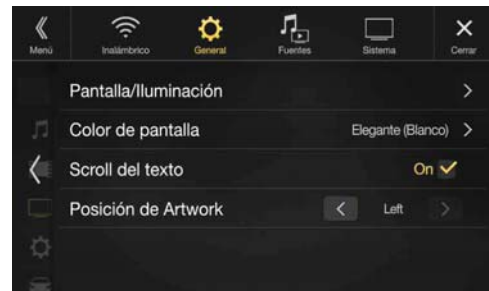 Menú Inalámbrico General Fuentes Sistema Cerrar
Pantalla/Iluminación
Color de pantalla Elegante (Blanco)
Scroll del texto On
Posición de Artwork Left